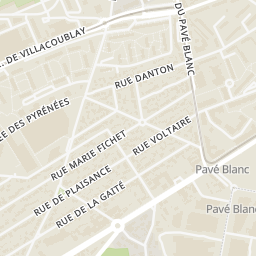 . DE VILLACOUBLAY
DU PAVÉ BLANC
RUE DANTON
E DES PYRÉNÉES
RUE MARIE FICHET
RUE VOLTAIRE
Pavé Blanc
RUE DE PLAISANCE
RUE DE LA GAITÉ
Pavé Blanc